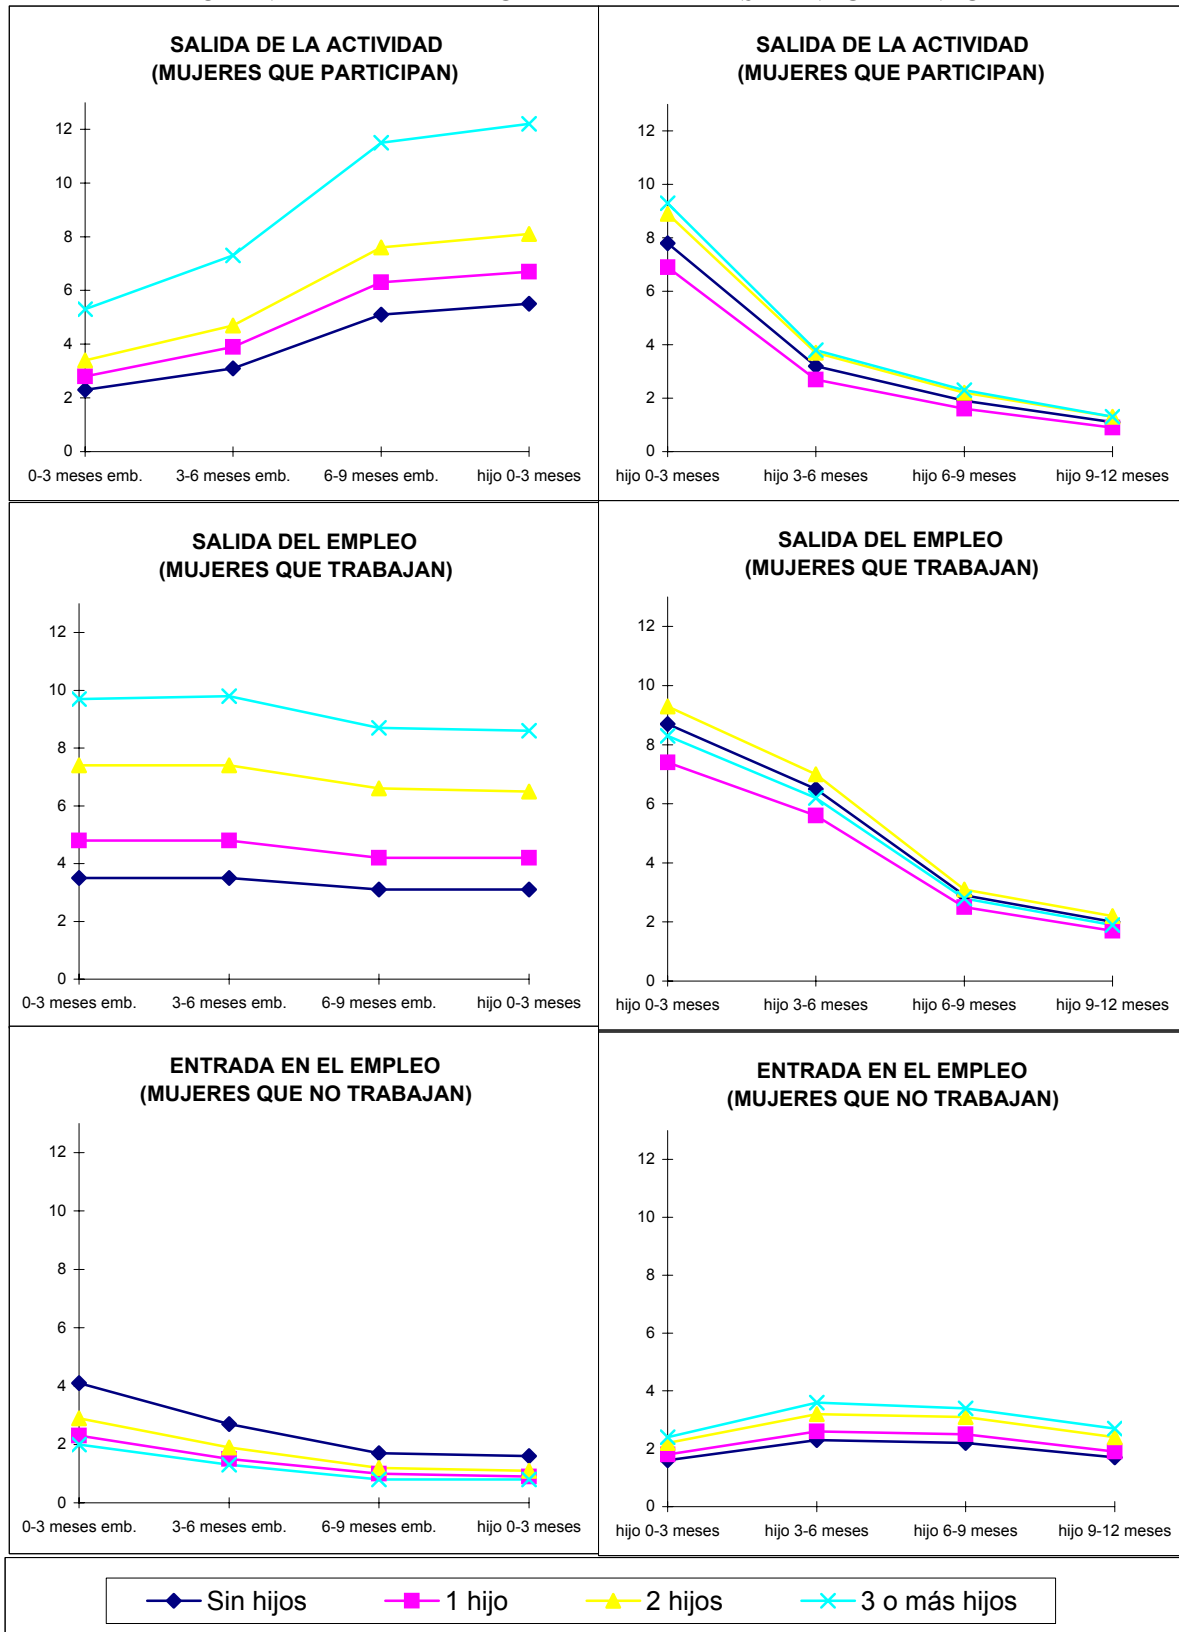 SALIDA DE LA ACTIVIDAD
(MUJERES QUE PARTICIPAN)
12
10
8
6
4
2
0
0-3 meses emb. 3-6 meses emb. 6-9 meses emb. hijo 0-3 meses
SALIDA DE LA ACTIVIDAD
(MUJERES QUE PARTICIPAN)
12
10
8
6
4
2
0
hijo 0-3 meses hijo 3-6 meses hijo 6-9 meses hijo 9-12 meses
SALIDA DEL EMPLEO
(MUJERES QUE TRABAJAN)
12
10
8
6
4
2
0
0-3 meses emb. 3-6 meses emb. 6-9 meses emb. hijo 0-3 meses
SALIDA DEL EMPLEO
(MUJERES QUE TRABAJAN)
12
10
8
6
4
2
0
hijo 0-3 meses hijo 3-6 meses hijo 6-9 meses hijo 9-12 meses
ENTRADA EN EL EMPLEO
(MUJERES QUE NO TRABAJAN)
12
10
8
6
4
2
0
0-3 meses emb. 3-6 meses emb. 6-9 meses emb. hijo 0-3 meses
ENTRADA EN EL EMPLEO
(MUJERES QUE NO TRABAJAN)
12
10
8
6
4
2
0
hijo 0-3 meses hijo 3-6 meses hijo 6-9 meses hijo 9-12 meses
Sin hijos 1 hijo 2 hijos 3 o más hijos